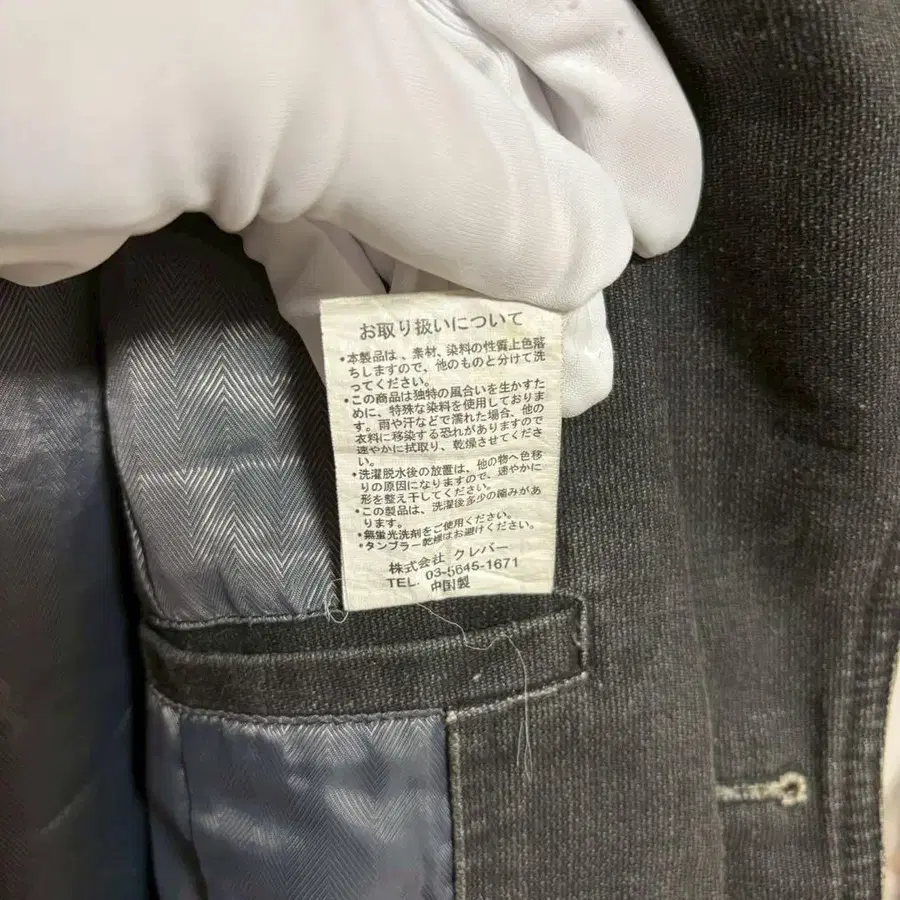 お取り扱いについて
•本製品は、素材、染料の性質上色落
ちしますので、他のものと分けて洗
ってください。
•この商品は独特の風合いを生かすた
めに、特殊な染料を使用しておりま
す。雨や汗などで濡れた場合、他の
衣料に移染する恐れがありますので
速やかに拭取り、乾燥させてくださ
い。
•洗濯脱水後の放置は、他の物へ色移
りの原因になりますので、速やかに
形を整え干してください。
•この製品は、洗濯後多少の縮みがあ
ります。
•無蛍光洗剤をご使用ください。
•タンブラー乾燥はお避けください。
株式会社 クレバー
TEL. 03-5645-1671
中国製